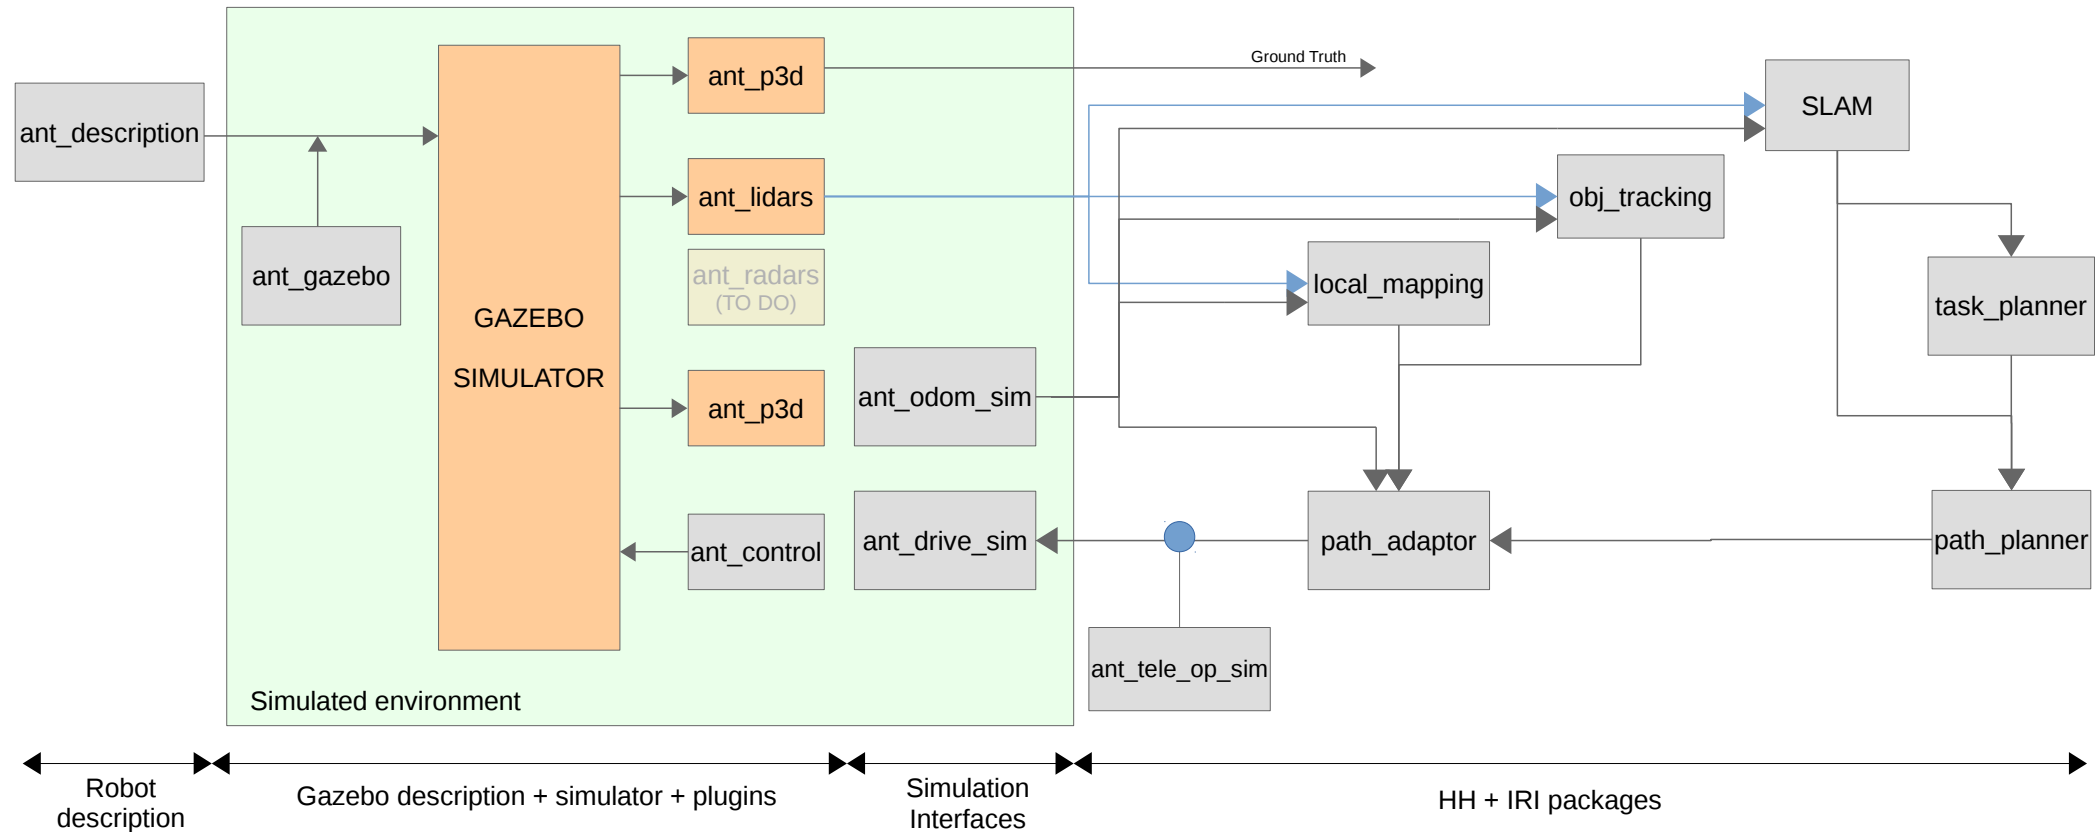 Ground Truth
ant_p3d
SLAM
ant_description
ant_lidars
obj_tracking
ant_gazebo
ant_radars
(TO DO)
local_mapping
task_planner
GAZEBO
SIMULATOR
ant_p3d
ant_odom_sim
ant_control
ant_drive_sim
path_adaptor
path_planner
ant_tele_op_sim
Simulated environment
Robot
description
Gazebo description + simulator + plugins
Simulation
Interfaces
HH + IRI packages